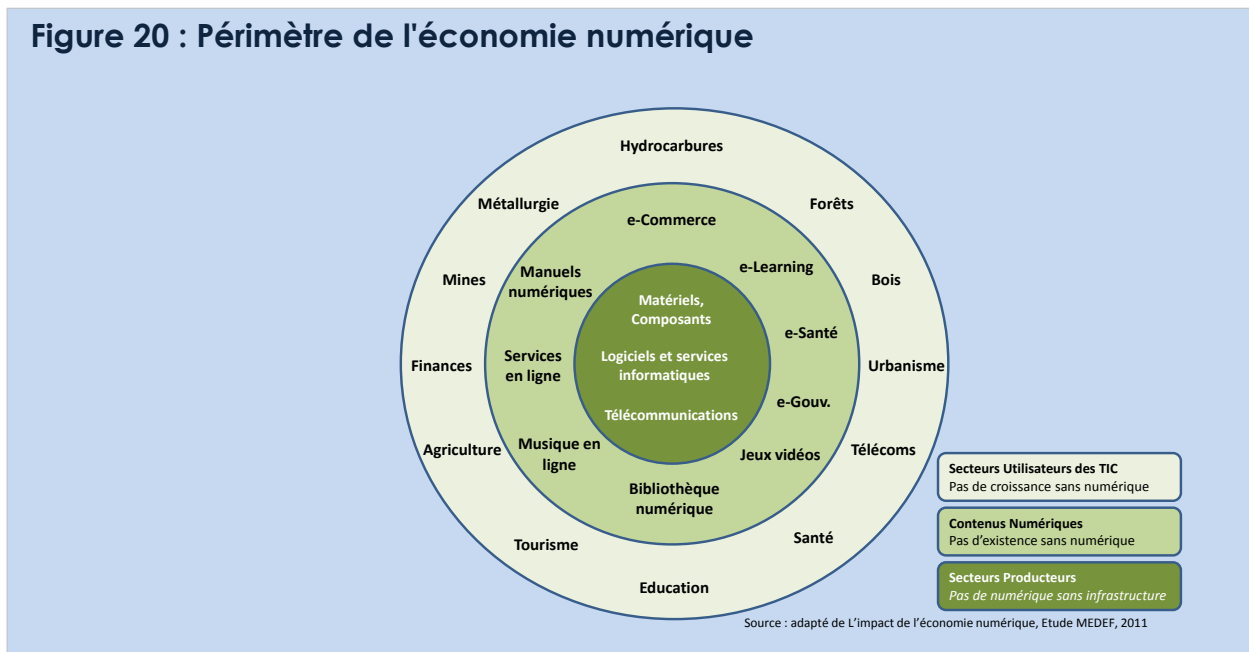 Figure 20 : Périmètre de l'économie numérique
Hydrocarbures
Métallurgie
Forêts
e-Commerce
e-Learning
Manuels
numériques
Mines
Bois
Matériels,
Composants
e-Santé
Services
en ligne
Logiciels et services
informatiques
Finances
Urbanisme
e-Gouv.
Télécommunications
Agriculture
Musique en
ligne
Jeux vidéos
Télécoms
Bibliothèque
numérique
Tourisme
Santé
Education
Secteurs Utilisateurs des TIC
Pas de croissance sans numérique
Contenus Numériques
Pas d’existence sans numérique
Secteurs Producteurs
Pas de numérique sans infrastructure
Source : adapté de L’impact de l’économie numérique, Etude MEDEF, 2011